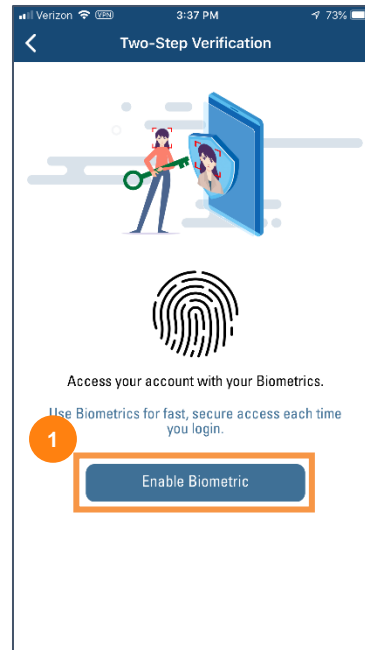 Verizon VPN 3:37 PM 73%
Two-Step Verification
Access your account with your Biometrics.
Use Biometrics for fast, secure access each time
you login.
1
Enable Biometric